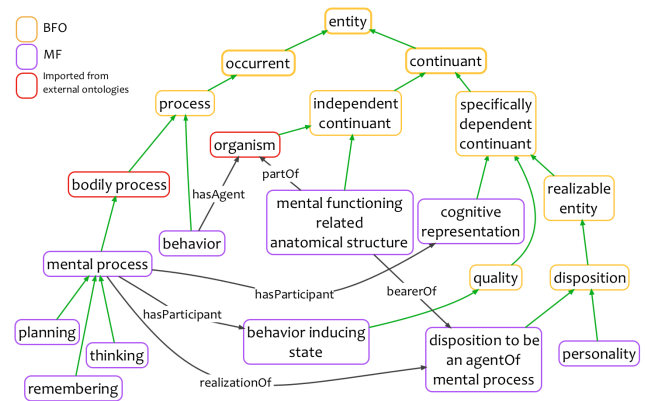 entity
BFO
MF
Imported from
external ontologies
occurrent
continuant
process
independent
continuant
specifically
dependent
continuant
organism
partOf
bodily process
hasAgent
mental functioning
related
anatomical structure
cognitive
representation
realizable
entity
behavior
mental process
hasParticipant
bearerOf
quality
disposition
hasParticipant
planning
thinking
remembering
behavior inducing
state
disposition to be
an agentOf
mental process
personality
realizationOf